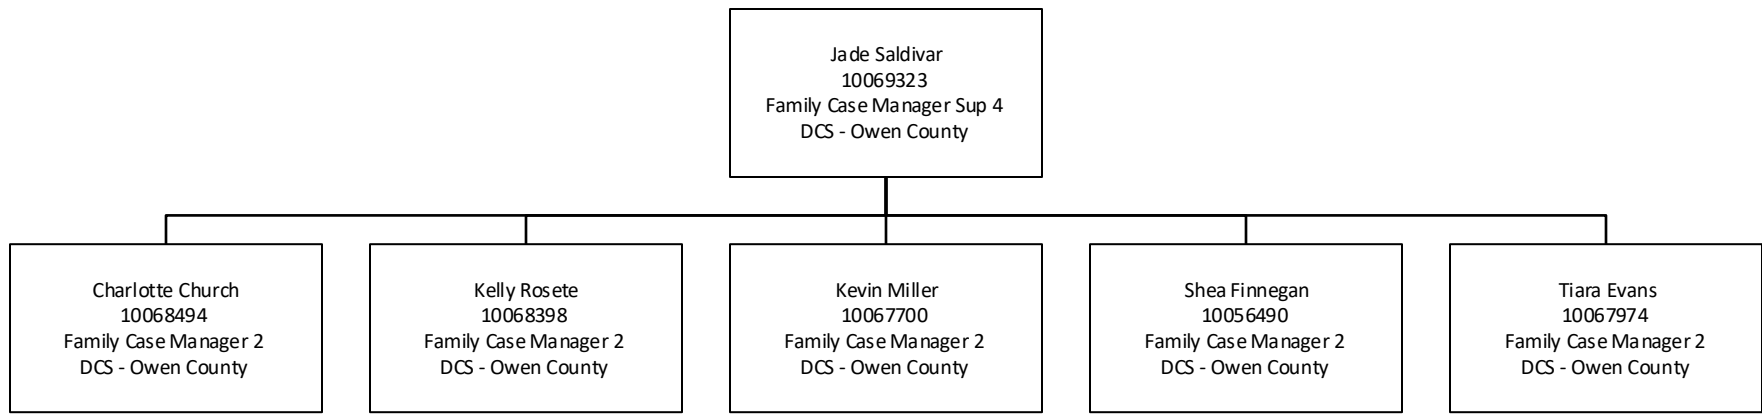 Jade Saldivar
10069323
Family Case Manager Sup 4
DCS - Owen County
Charlotte Church
10068494
Family Case Manager 2
DCS - Owen County
Kelly Rosete
10068398
Family Case Manager 2
DCS - Owen County
Kevin Miller
10067700
Family Case Manager 2
DCS - Owen County
Shea Finnegan
10056490
Family Case Manager 2
DCS - Owen County
Tiara Evans
10067974
Family Case Manager 2
DCS - Owen County